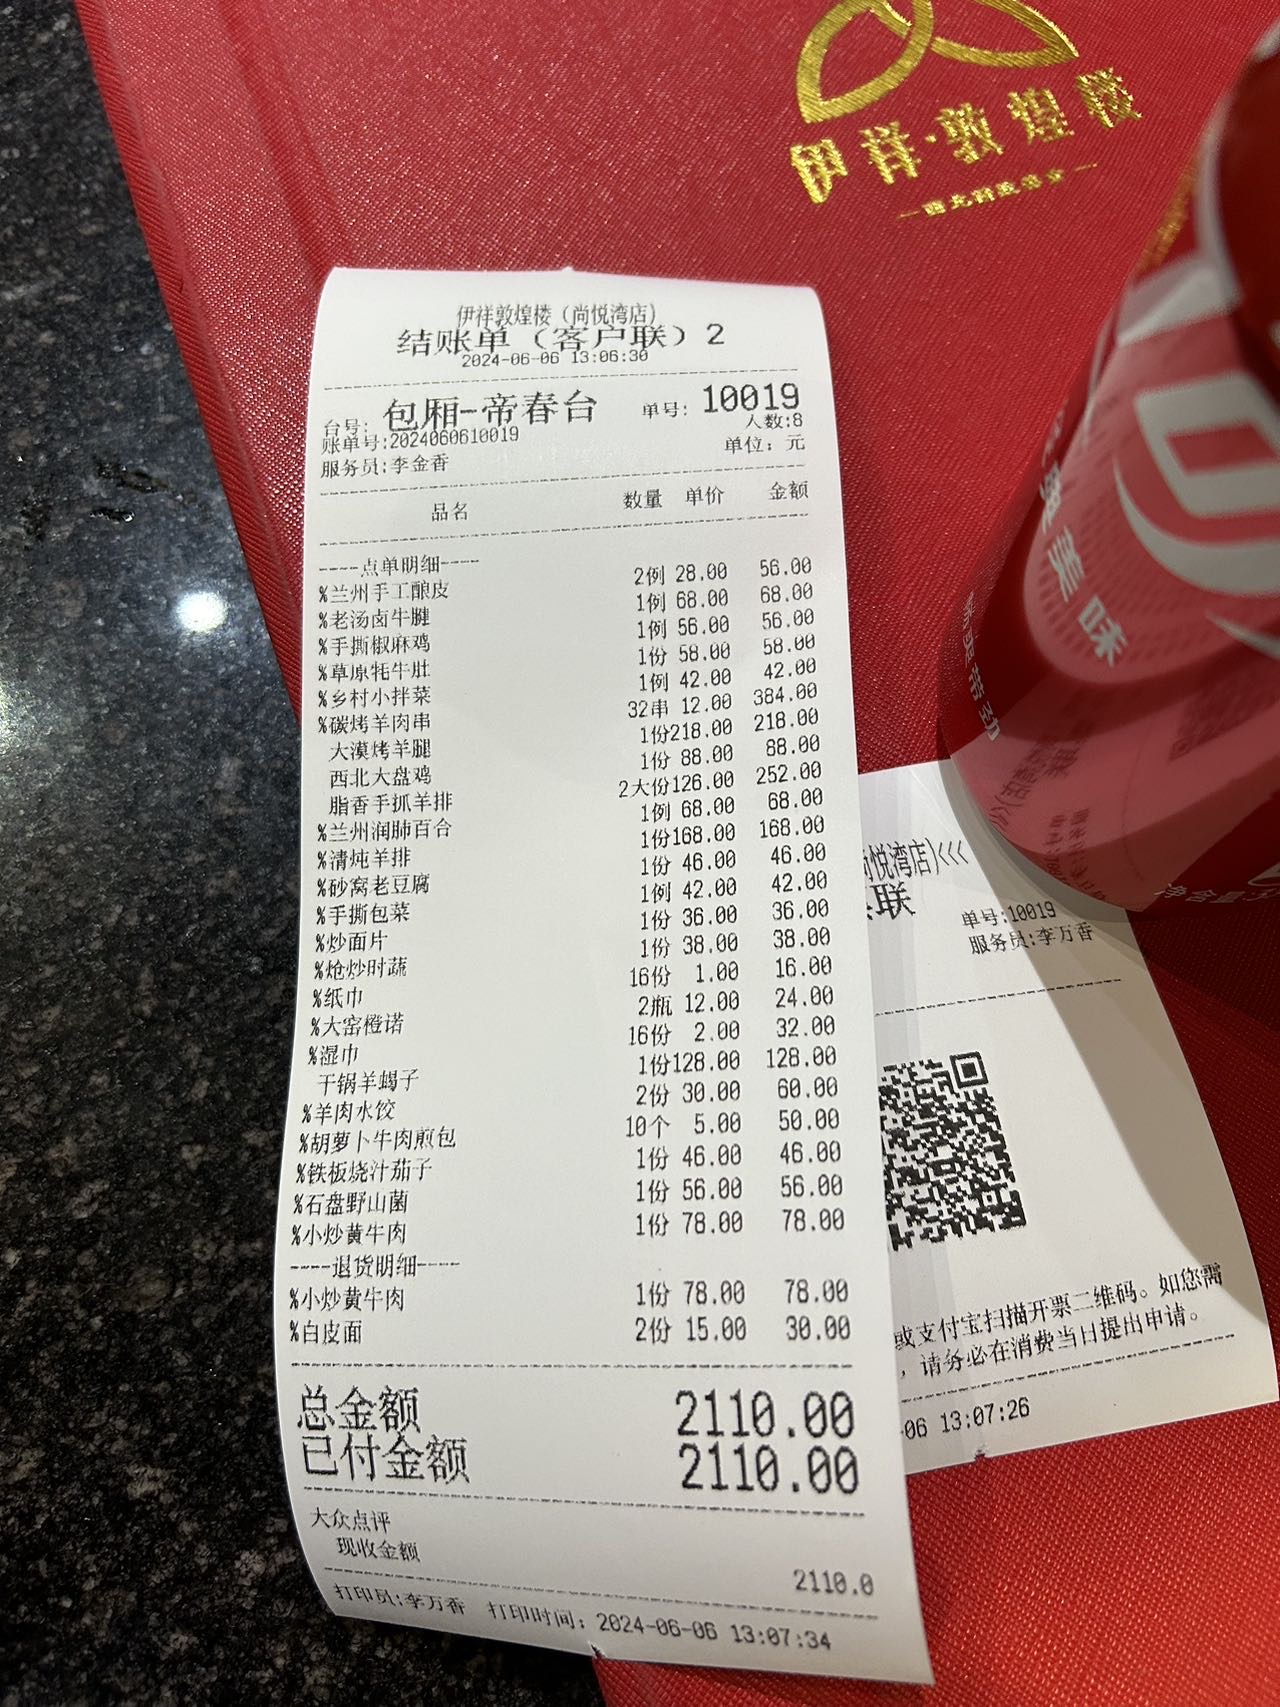 伊祥·敦煌楼
伊祥敦煌楼（尚悦湾店）
结账单（客户联）2
2024-06-06 13:06:30
台号: 包厢-帝春台 单号: 10019
账单号:2024060610019 人数:8
服务员:李金香 单位: 元
品名 数量 单价 金额
----点单明细----
%兰州手工酿皮 2例 28.00 56.00
%老汤卤牛腱 1例 68.00 68.00
%手撕椒麻鸡 1例 56.00 56.00
%草原牦牛肚 1份 58.00 58.00
%乡村小拌菜 1例 42.00 42.00
%碳烤羊肉串 32串 12.00 384.00
大漠烤羊腿 1份218.00 218.00
西北大盘鸡 1份 88.00 88.00
脂香手抓羊排 2大份126.00 252.00
%兰州润肺百合 1例 68.00 68.00
%清炖羊排 1份168.00 168.00
%砂窝老豆腐 1份 46.00 46.00
%手撕包菜 1例 42.00 42.00
%炒面片 1份 36.00 36.00
%炝炒时蔬 1份 38.00 38.00
%纸巾 16份 1.00 16.00
%大窑橙诺 2瓶 12.00 24.00
%湿巾 16份 2.00 32.00
干锅羊蝎子 1份128.00 128.00
%羊肉水饺 2份 30.00 60.00
%胡萝卜牛肉煎包 10个 5.00 50.00
%铁板烧汁茄子 1份 46.00 46.00
%石盘野山菌 1份 56.00 56.00
%小炒黄牛肉 1份 78.00 78.00
----退货明细----
%小炒黄牛肉 1份 78.00 78.00
%白皮面 2份 15.00 30.00
总金额 2110.00
已付金额 2110.00
大众点评
现收金额 2110.0
打印员:李万香 打印时间: 2024-06-06 13:07:34
尚悦湾店)<<<
联
单号:10019
服务员:李万香
或支付宝扫描开票二维码。如您需
，请务必在消费当日提出申请。
-06 13:07:26
美味
净含量